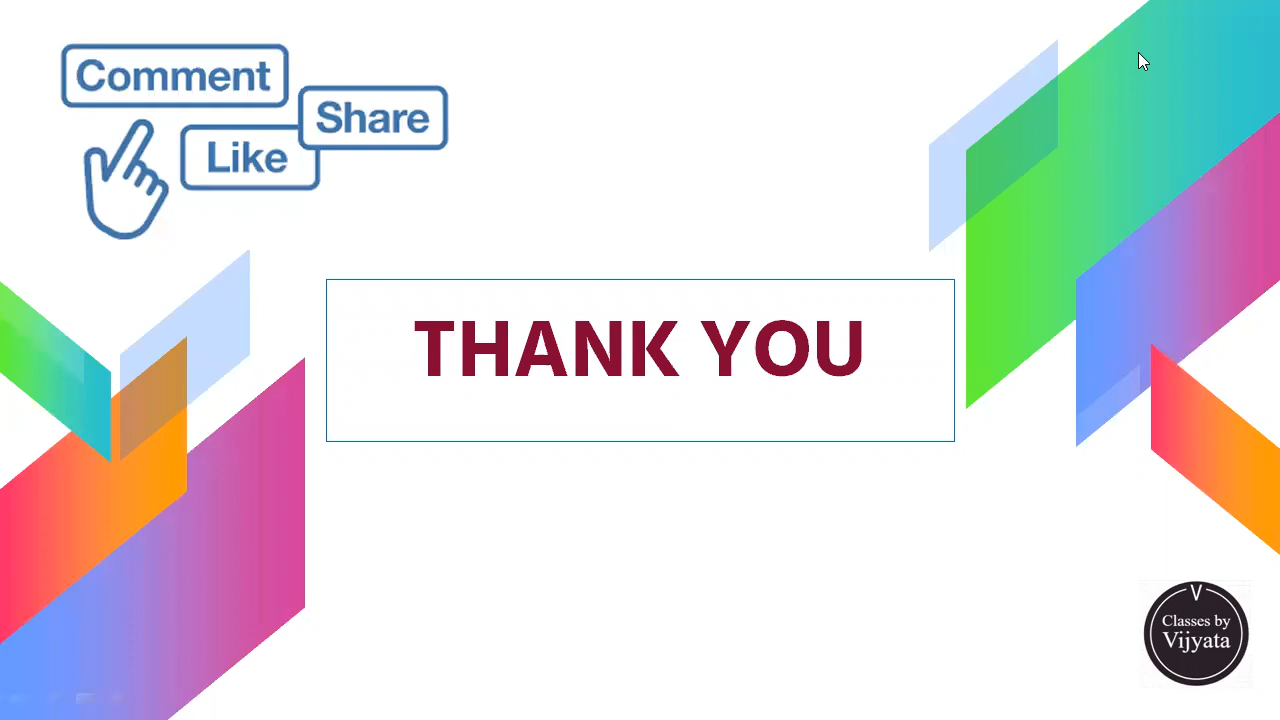 Comment
Share
Like
THANK YOU
V
Classes by
Vijyata